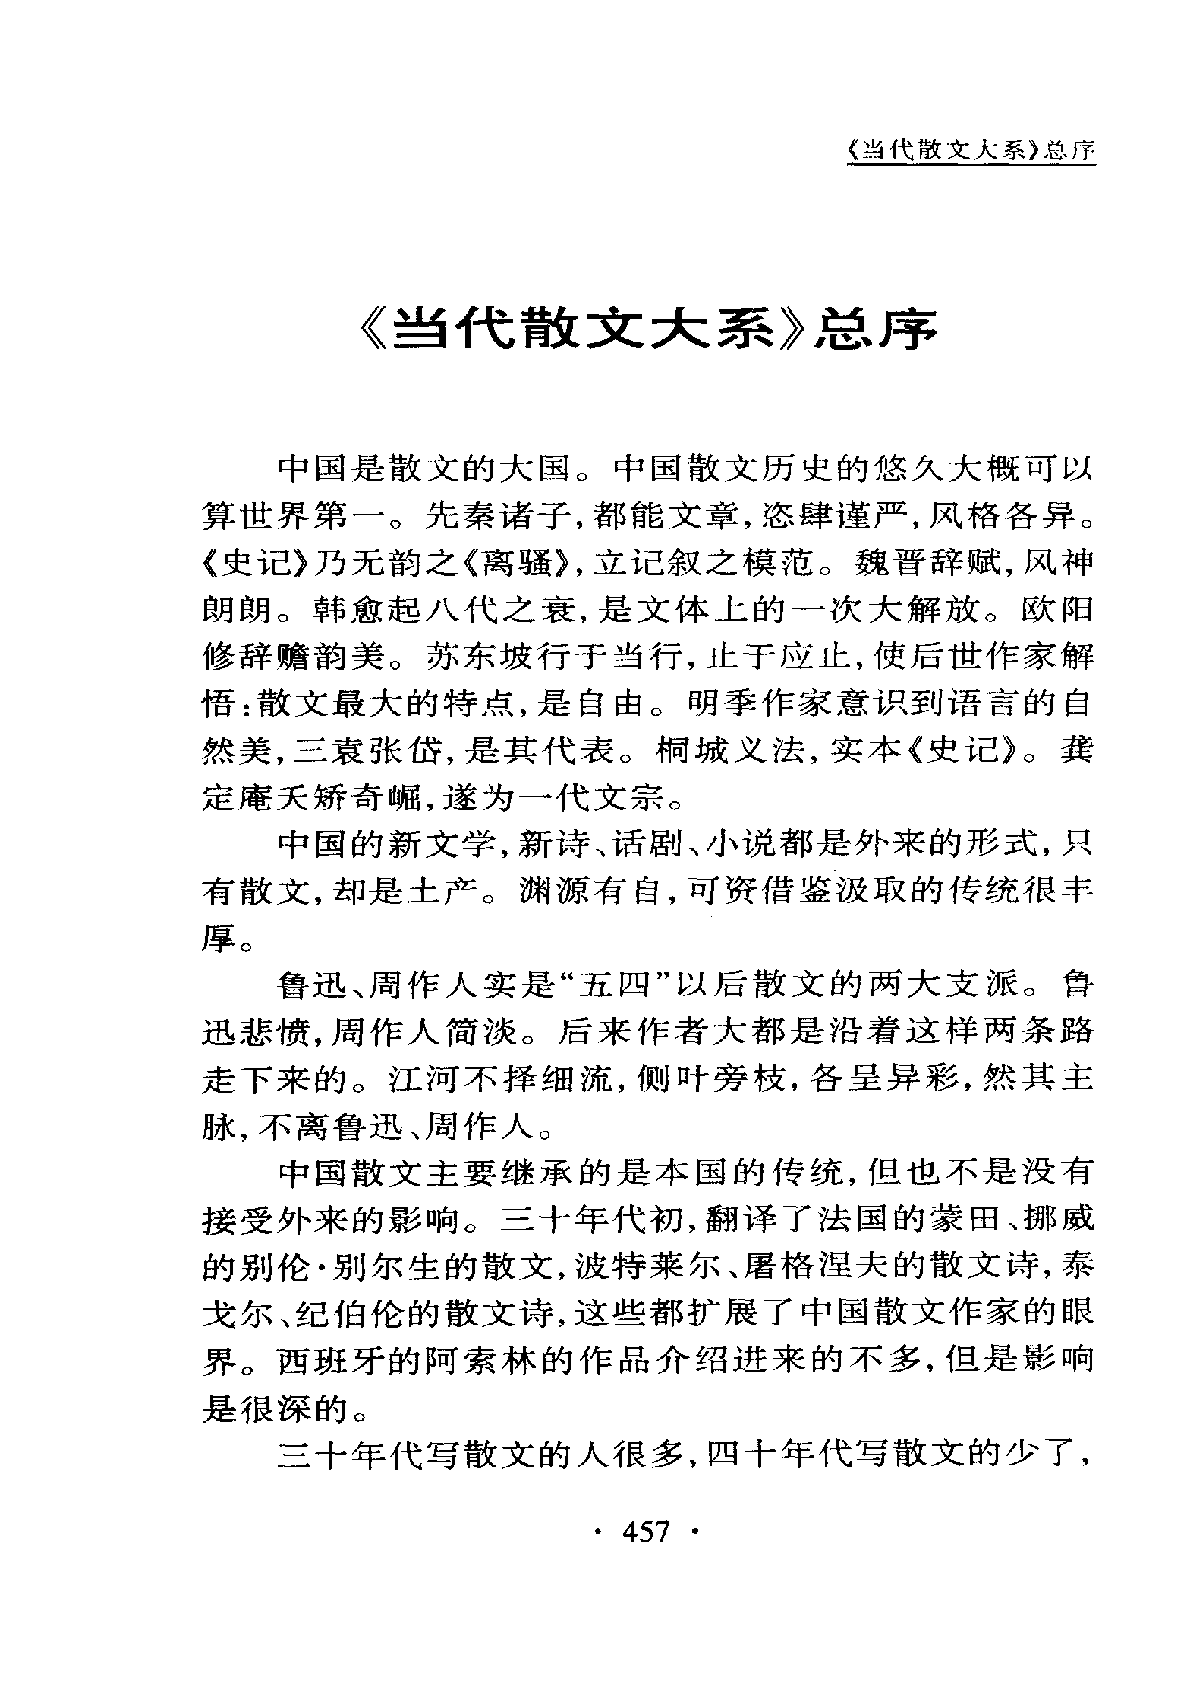 《当代散文大系》总序
《当代散文大系》总序
中国是散文的大国。中国散文历史的悠久大概可以
算世界第一。先秦诸子,都能文章,恣肆谨严,风格各异。
《史记》乃无韵之《离骚》,立记叙之模范。魏晋辞赋,风神
朗朗。韩愈起八代之衰,是文体上的一次大解放。欧阳
修辞赡韵美。苏东坡行于当行,止于应止,使后世作家解
悟:散文最大的特点,是自由。明季作家意识到语言的自
然美,三袁张岱,是其代表。桐城义法,实本《史记》。龚
定庵夭矫奇崛,遂为一代文宗。
中国的新文学,新诗、话剧、小说都是外来的形式,只
有散文,却是土产。渊源有自,可资借鉴汲取的传统很丰
厚。
鲁迅、周作人实是“五四”以后散文的两大支派。鲁
迅悲愤,周作人简淡。后来作者大都是沿着这样两条路
走下来的。江河不择细流,侧叶旁枝,各呈异彩,然其主
脉,不离鲁迅、周作人。
中国散文主要继承的是本国的传统,但也不是没有
接受外来的影响。三十年代初,翻译了法国的蒙田、挪威
的别伦·别尔生的散文,波特莱尔、屠格涅夫的散文诗,泰
戈尔、纪伯伦的散文诗,这些都扩展了中国散文作家的眼
界。西班牙的阿索林的作品介绍进来的不多,但是影响
是很深的。
三十年代写散文的人很多,四十年代写散文的少了,
· 457 ·